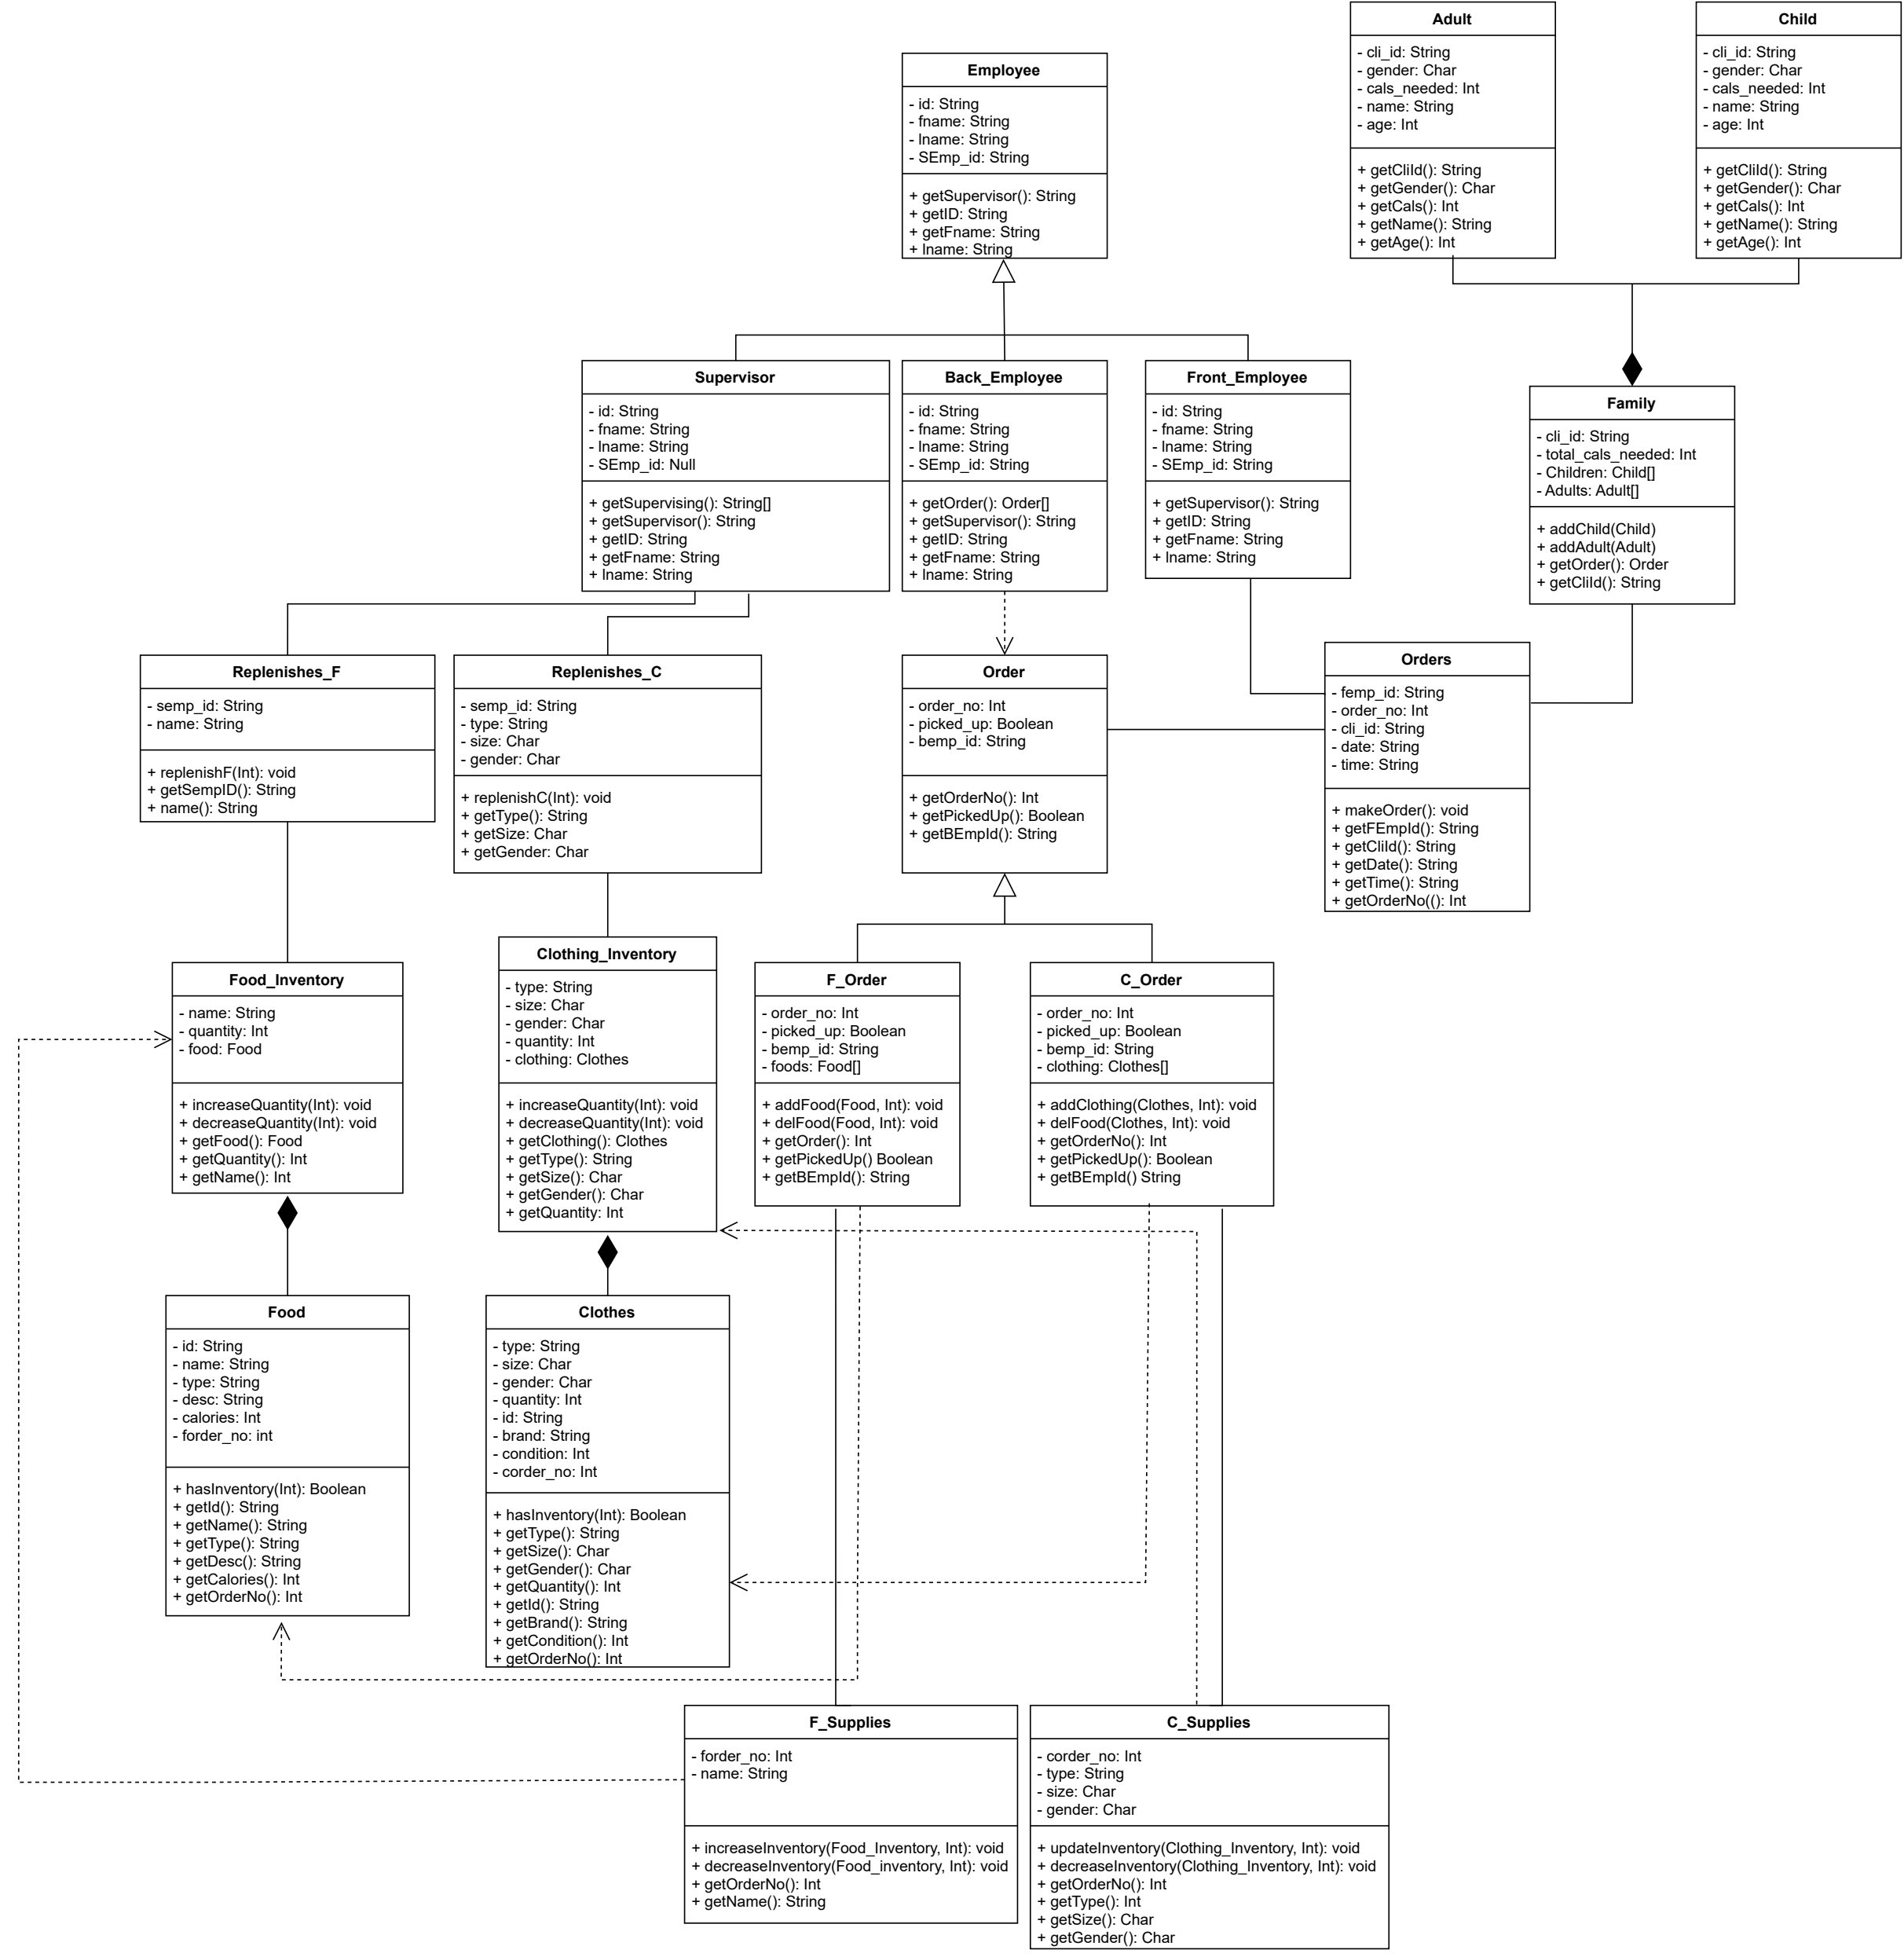 Adult
- cli_id: String
- gender: Char
- cals_needed: Int
- name: String
- age: Int
+ getCliId(): String
+ getGender(): Char
+ getCals(): Int
+ getName(): String
+ getAge(): Int
Child
- cli_id: String
- gender: Char
- cals_needed: Int
- name: String
- age: Int
+ getCliId(): String
+ getGender(): Char
+ getCals(): Int
+ getName(): String
+ getAge(): Int
Employee
- id: String
- fname: String
- lname: String
- SEmp_id: String
+ getSupervisor(): String
+ getID: String
+ getFname: String
+ lname: String
Supervisor
- id: String
- fname: String
- lname: String
- SEmp_id: Null
+ getSupervising(): String[]
+ getSupervisor(): String
+ getID: String
+ getFname: String
+ lname: String
Back_Employee
- id: String
- fname: String
- lname: String
- SEmp_id: String
+ getOrder(): Order[]
+ getSupervisor(): String
+ getID: String
+ getFname: String
+ lname: String
Front_Employee
- id: String
- fname: String
- lname: String
- SEmp_id: String
+ getSupervisor(): String
+ getID: String
+ getFname: String
+ lname: String
Family
- cli_id: String
- total_cals_needed: Int
- Children: Child[]
- Adults: Adult[]
+ addChild(Child)
+ addAdult(Adult)
+ getOrder(): Order
+ getCliId(): String
Replenishes_F
- semp_id: String
- name: String
+ replenishF(Int): void
+ getSempID(): String
+ name(): String
Replenishes_C
- semp_id: String
- type: String
- size: Char
- gender: Char
+ replenishC(Int): void
+ getType(): String
+ getSize: Char
+ getGender: Char
Order
- order_no: Int
- picked_up: Boolean
- bemp_id: String
+ getOrderNo(): Int
+ getPickedUp(): Boolean
+ getBEmpId(): String
Orders
- femp_id: String
- order_no: Int
- cli_id: String
- date: String
- time: String
+ makeOrder(): void
+ getFEmpId(): String
+ getCliId(): String
+ getDate(): String
+ getTime(): String
+ getOrderNo((): Int
Food_Inventory
- name: String
- quantity: Int
- food: Food
+ increaseQuantity(Int): void
+ decreaseQuantity(Int): void
+ getFood(): Food
+ getQuantity(): Int
+ getName(): Int
Clothing_Inventory
- type: String
- size: Char
- gender: Char
- quantity: Int
- clothing: Clothes
+ increaseQuantity(Int): void
+ decreaseQuantity(Int): void
+ getClothing(): Clothes
+ getType(): String
+ getSize(): Char
+ getGender(): Char
+ getQuantity: Int
F_Order
- order_no: Int
- picked_up: Boolean
- bemp_id: String
- foods: Food[]
+ addFood(Food, Int): void
+ delFood(Food, Int): void
+ getOrder(): Int
+ getPickedUp() Boolean
+ getBEmpId(): String
C_Order
- order_no: Int
- picked_up: Boolean
- bemp_id: String
- clothing: Clothes[]
+ addClothing(Clothes, Int): void
+ delFood(Clothes, Int): void
+ getOrderNo(): Int
+ getPickedUp(): Boolean
+ getBEmpId() String
Food
- id: String
- name: String
- type: String
- desc: String
- calories: Int
- forder_no: int
+ hasInventory(Int): Boolean
+ getId(): String
+ getName(): String
+ getType(): String
+ getDesc(): String
+ getCalories(): Int
+ getOrderNo(): Int
Clothes
- type: String
- size: Char
- gender: Char
- quantity: Int
- id: String
- brand: String
- condition: Int
- corder_no: Int
+ hasInventory(Int): Boolean
+ getType(): String
+ getSize(): Char
+ getGender(): Char
+ getQuantity(): Int
+ getId(): String
+ getBrand(): String
+ getCondition(): Int
+ getOrderNo(): Int
F_Supplies
- forder_no: Int
- name: String
+ increaseInventory(Food_Inventory, Int): void
+ decreaseInventory(Food_inventory, Int): void
+ getOrderNo(): Int
+ getName(): String
C_Supplies
- corder_no: Int
- type: String
- size: Char
- gender: Char
+ updateInventory(Clothing_Inventory, Int): void
+ decreaseInventory(Clothing_Inventory, Int): void
+ getOrderNo(): Int
+ getType(): Int
+ getSize(): Char
+ getGender(): Char